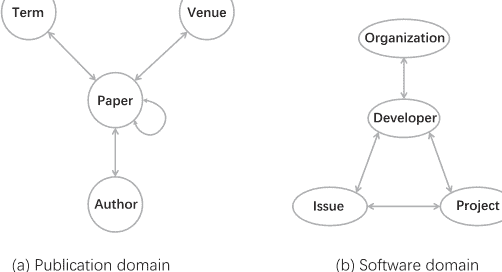 Term
Venue
Paper
Author
(a) Publication domain
Organization
Developer
Issue
Project
(b) Software domain